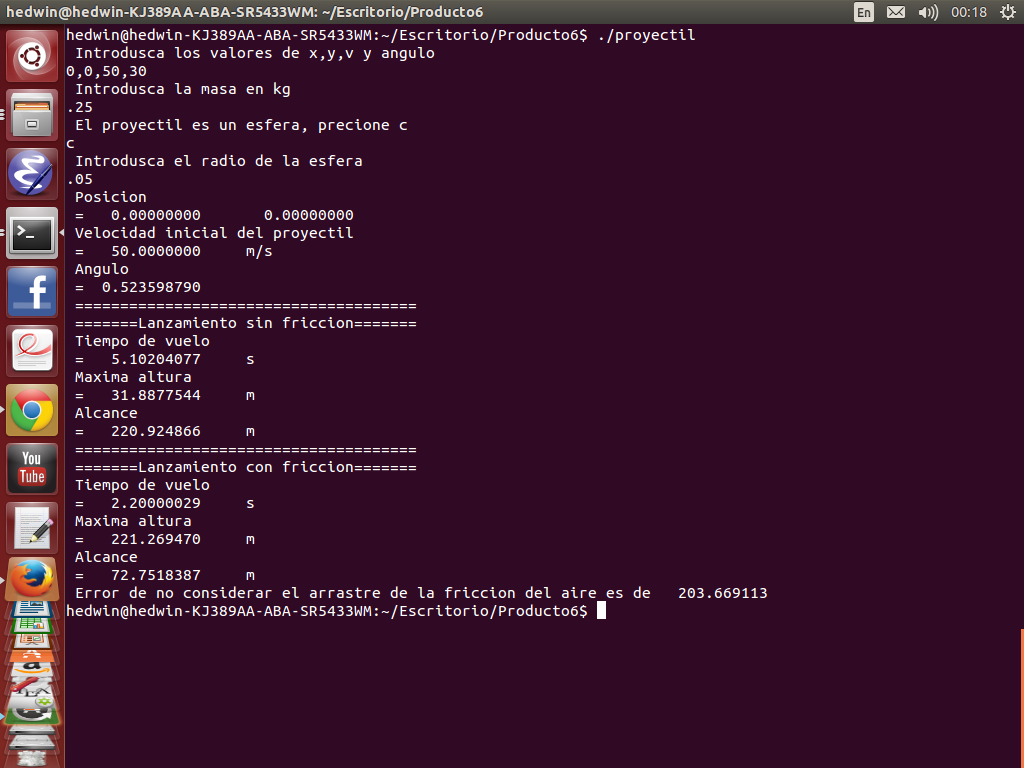 hedwin@hedwin-KJ389AA-ABA-SR5433WM: ~/Escritorio/Producto6
En
00:18
hedwin@hedwin-KJ389AA-ABA-SR5433WM:~/Escritorio/Producto6$ ./proyectil
Introdusca los valores de x,y,v y angulo
0,0,50,30
Introdusca la masa en kg
.25
El proyectil es un esfera, precione c
c
Introdusca el radio de la esfera
.05
Posicion
= 0.00000000 0.00000000
Velocidad inicial del proyectil
= 50.0000000 m/s
Angulo
= 0.523598790
======================================
=======Lanzamiento sin friccion=======
Tiempo de vuelo
= 5.10204077 s
Maxima altura
= 31.8877544 m
Alcance
= 220.924866 m
======================================
=======Lanzamiento con friccion=======
Tiempo de vuelo
= 2.20000029 s
Maxima altura
= 221.269470 m
Alcance
= 72.7518387 m
Error de no considerar el arrastre de la friccion del aire es de 203.669113
hedwin@hedwin-KJ389AA-ABA-SR5433WM:~/Escritorio/Producto6$
You
Tube